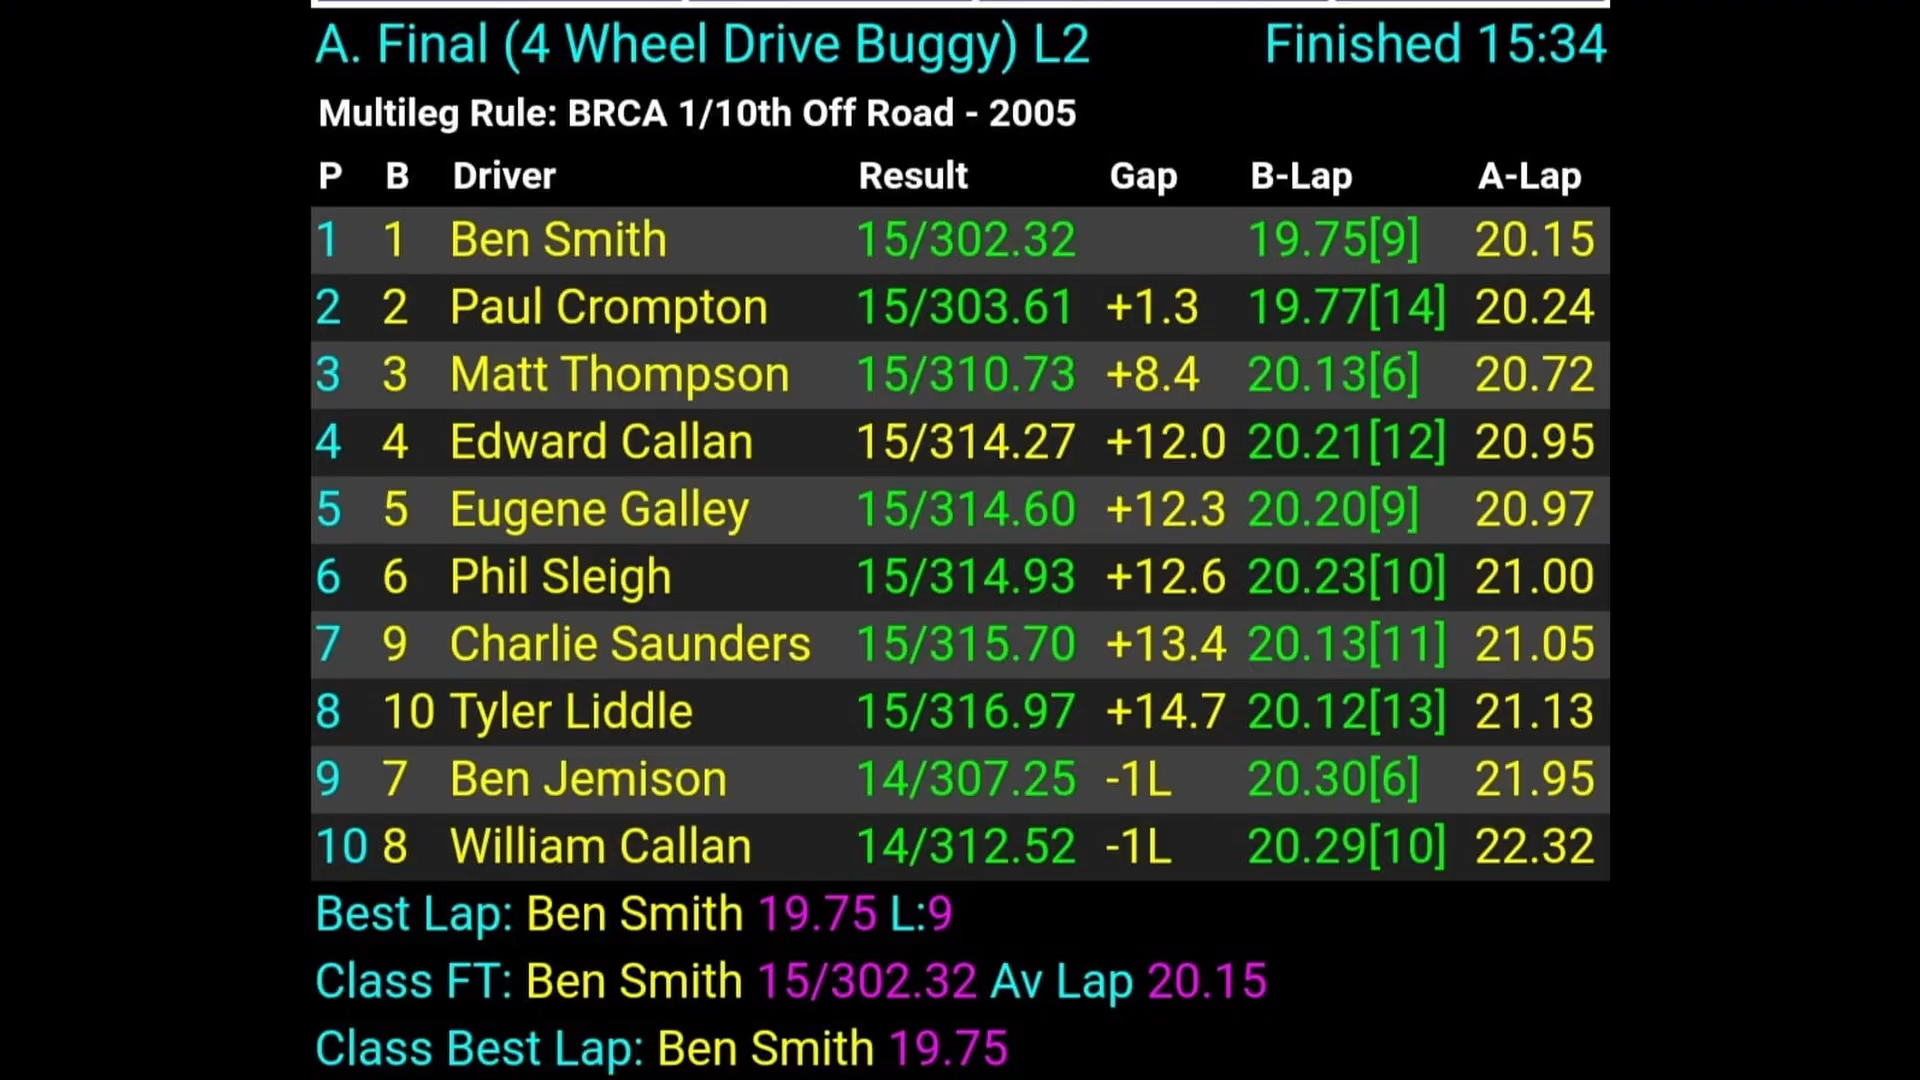 A. Final (4 Wheel Drive Buggy) L2 Finished 15:34
Multileg Rule: BRCA 1/10th Off Road - 2005
P B Driver Result Gap B-Lap A-Lap
1 1 Ben Smith 15/302.32 19.75[9] 20.15
2 2 Paul Crompton 15/303.61 +1.3 19.77[14] 20.24
3 3 Matt Thompson 15/310.73 +8.4 20.13[6] 20.72
4 4 Edward Callan 15/314.27 +12.0 20.21[12] 20.95
5 5 Eugene Galley 15/314.60 +12.3 20.20[9] 20.97
6 6 Phil Sleigh 15/314.93 +12.6 20.23[10] 21.00
7 9 Charlie Saunders 15/315.70 +13.4 20.13[11] 21.05
8 10 Tyler Liddle 15/316.97 +14.7 20.12[13] 21.13
9 7 Ben Jemison 14/307.25 -1L 20.30[6] 21.95
10 8 William Callan 14/312.52 -1L 20.29[10] 22.32
Best Lap: Ben Smith 19.75 L:9
Class FT: Ben Smith 15/302.32 Av Lap 20.15
Class Best Lap: Ben Smith 19.75